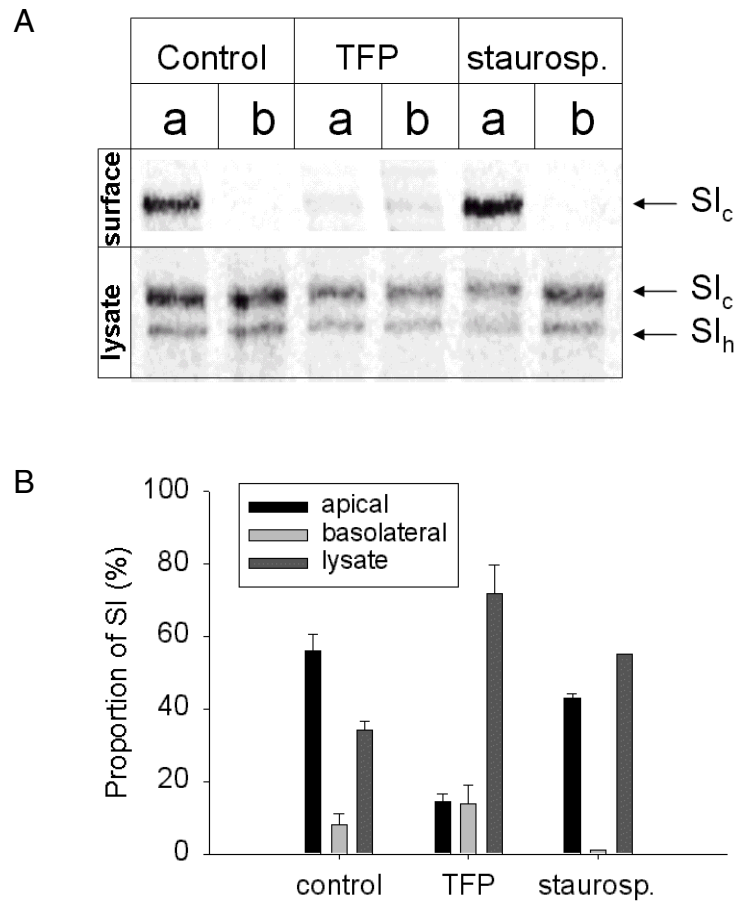 A
Control TFP staurosp.
a b a b a b
surface
SIc
lysate
SIc
SIh
B
Proportion of SI (%)
100
80
60
40
20
0
apical
basolateral
lysate
control TFP staurosp.